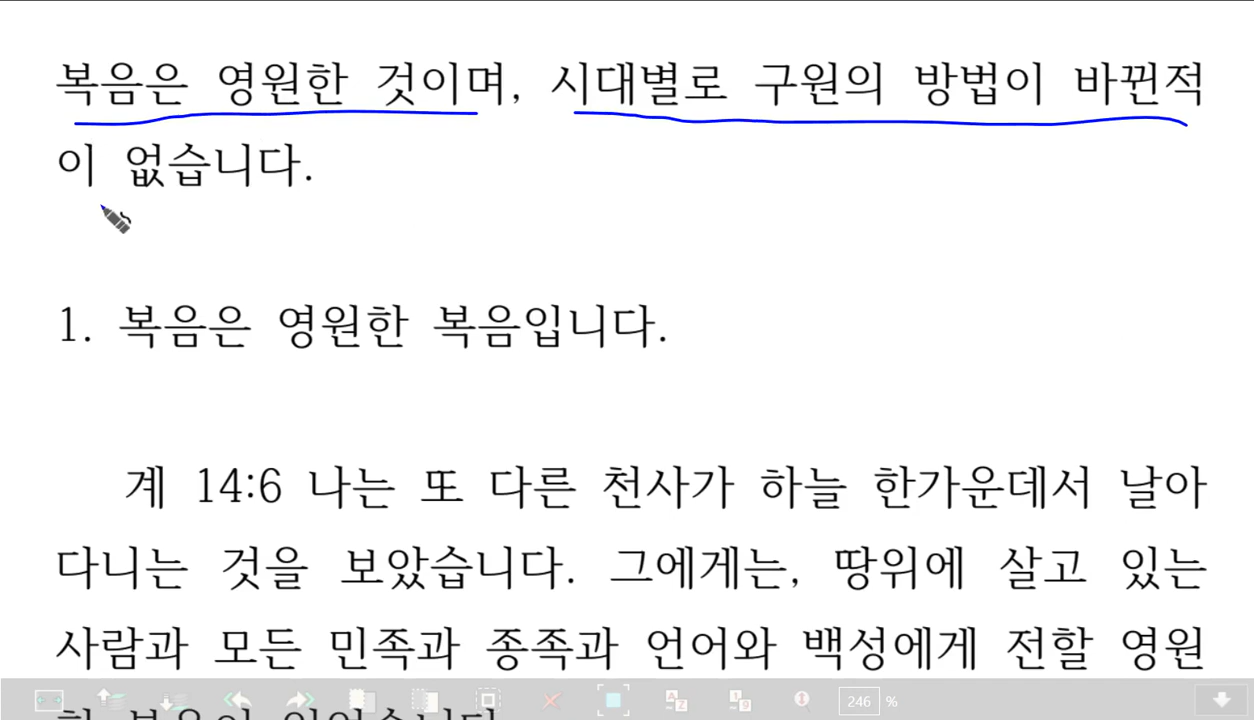 복음은 영원한 것이며, 시대별로 구원의 방법이 바뀐적
이 없습니다.
1. 복음은 영원한 복음입니다.
계 14:6 나는 또 다른 천사가 하늘 한가운데서 날아
다니는 것을 보았습니다. 그에게는, 땅위에 살고 있는
사람과 모든 민족과 종족과 언어와 백성에게 전할 영원
246 %